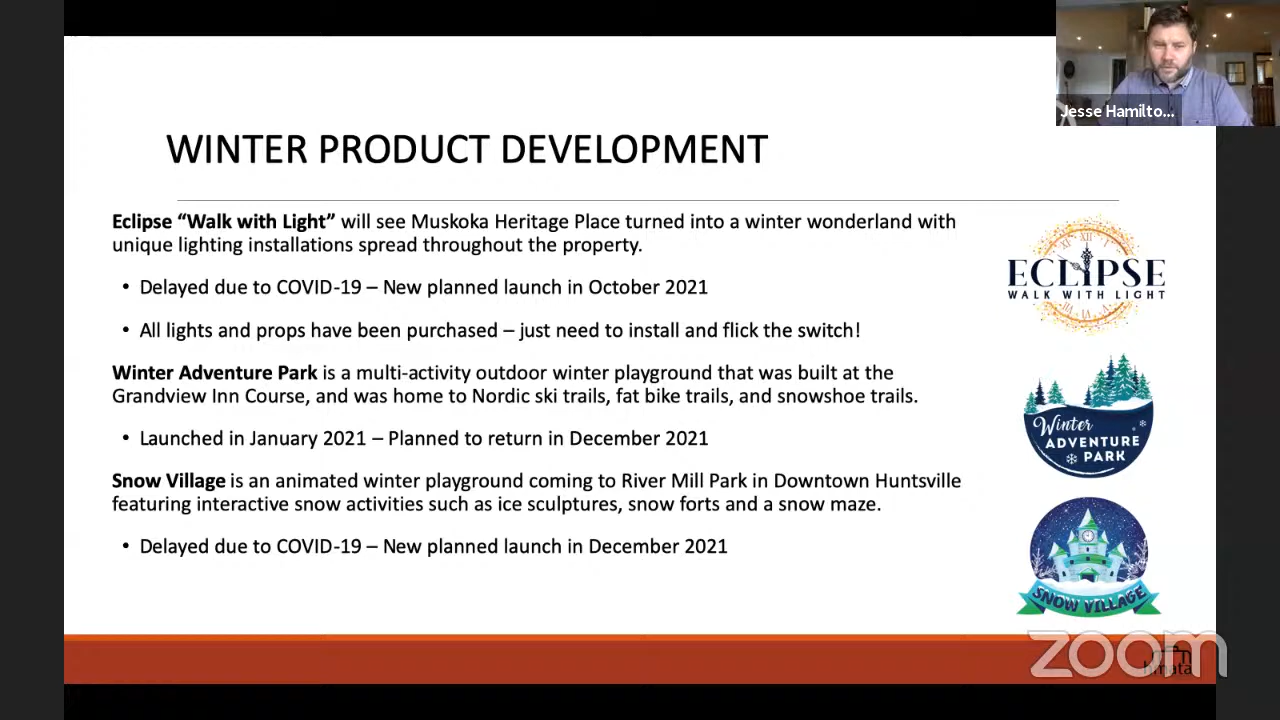 Jesse Hamilto...
WINTER PRODUCT DEVELOPMENT
Eclipse “Walk with Light” will see Muskoka Heritage Place turned into a winter wonderland with
unique lighting installations spread throughout the property.
• Delayed due to COVID-19 – New planned launch in October 2021
• All lights and props have been purchased – just need to install and flick the switch!
Winter Adventure Park is a multi-activity outdoor winter playground that was built at the
Grandview Inn Course, and was home to Nordic ski trails, fat bike trails, and snowshoe trails.
• Launched in January 2021 – Planned to return in December 2021
Snow Village is an animated winter playground coming to River Mill Park in Downtown Huntsville
featuring interactive snow activities such as ice sculptures, snow forts and a snow maze.
• Delayed due to COVID-19 – New planned launch in December 2021
ECLIPSE
WALK WITH LIGHT
Winter
ADVENTURE
PARK
SNOW VILLAGE
zoom
hmata